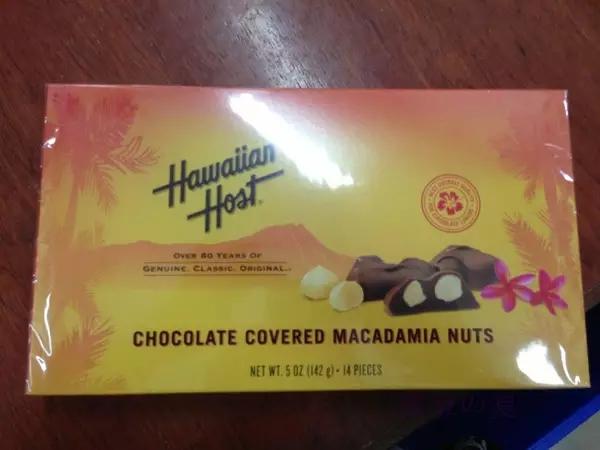 Hawaiian
Host®
OVER 80 YEARS OF
GENUINE. CLASSIC. ORIGINAL.
CHOCOLATE COVERED MACADAMIA NUTS
NET WT. 5 OZ (142 g) • 14 PIECES